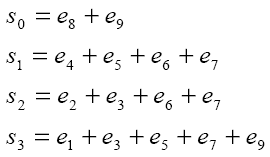 s₀ = e₈ + e₉
s₁ = e₄ + e₅ + e₆ + e₇
s₂ = e₂ + e₃ + e₆ + e₇
s₃ = e₁ + e₃ + e₅ + e₇ + e₉